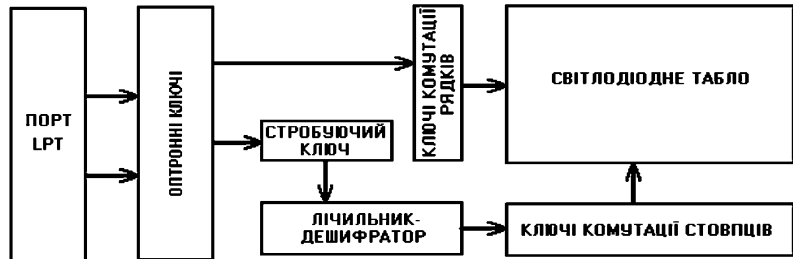 ПОРТ
LPT
ОПТРОННІ КЛЮЧІ
СТРОБУЮЧИЙ
КЛЮЧ
ЛІЧИЛЬНИК-
ДЕШИФРАТОР
КЛЮЧІ КОМУТАЦІЇ
РЯДКІВ
СВІТЛОДІОДНЕ ТАБЛО
КЛЮЧІ КОМУТАЦІЇ СТОВПЦІВ